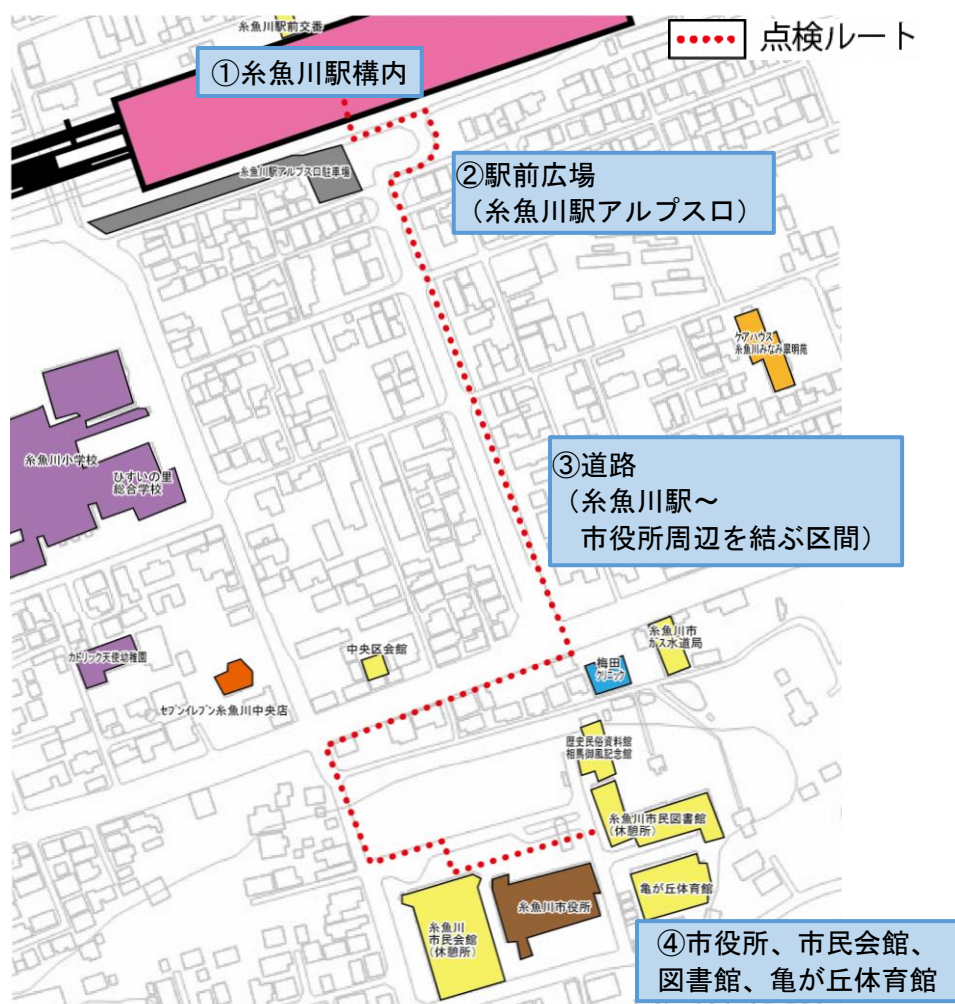 糸魚川駅前交番
点検ルート
①糸魚川駅構内
糸魚川駅アルプス口駐車場
②駅前広場
（糸魚川駅アルプス口）
ケアハウス
糸魚川みなみ翠明苑
糸魚川小学校
ひすいの里
総合学校
③道路
（糸魚川駅～
市役所周辺を結ぶ区間）
カトリック天使幼稚園
セブンイレブン糸魚川中央店
中央区会館
糸魚川市
ガス水道局
梅田
クリニック
歴史民俗資料館
相馬御風記念館
糸魚川市民図書館
（休憩所）
亀が丘体育館
糸魚川市役所
糸魚川
市民会館
（休憩所）
④市役所、市民会館、
図書館、亀が丘体育館